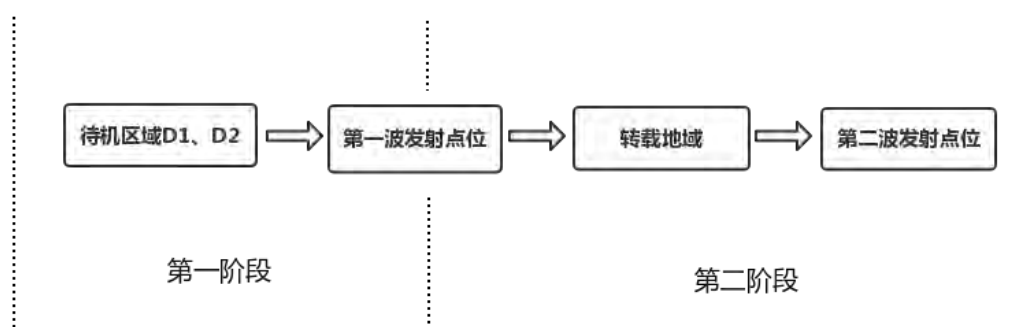 待机区域D1、D2
第一波发射点位
转载地域
第二波发射点位
第一阶段
第二阶段